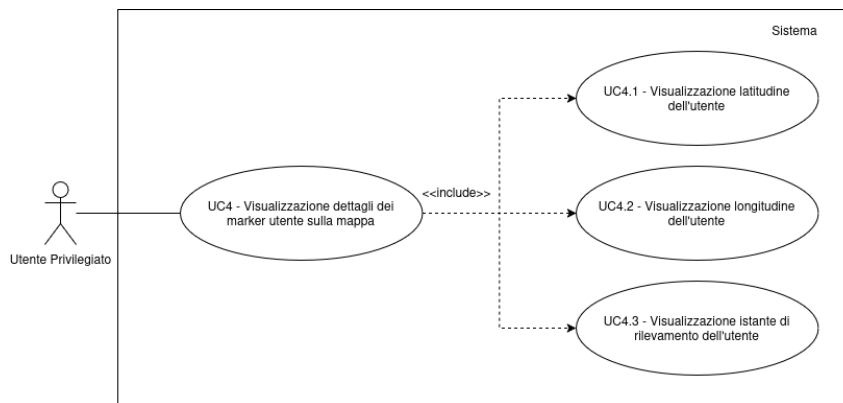 Sistema
UC4.1 - Visualizzazione latitudine
dell'utente
<<include>>
UC4 - Visualizzazione dettagli dei
marker utente sulla mappa
UC4.2 - Visualizzazione longitudine
dell'utente
Utente Privilegiato
UC4.3 - Visualizzazione istante di
rilevamento dell'utente